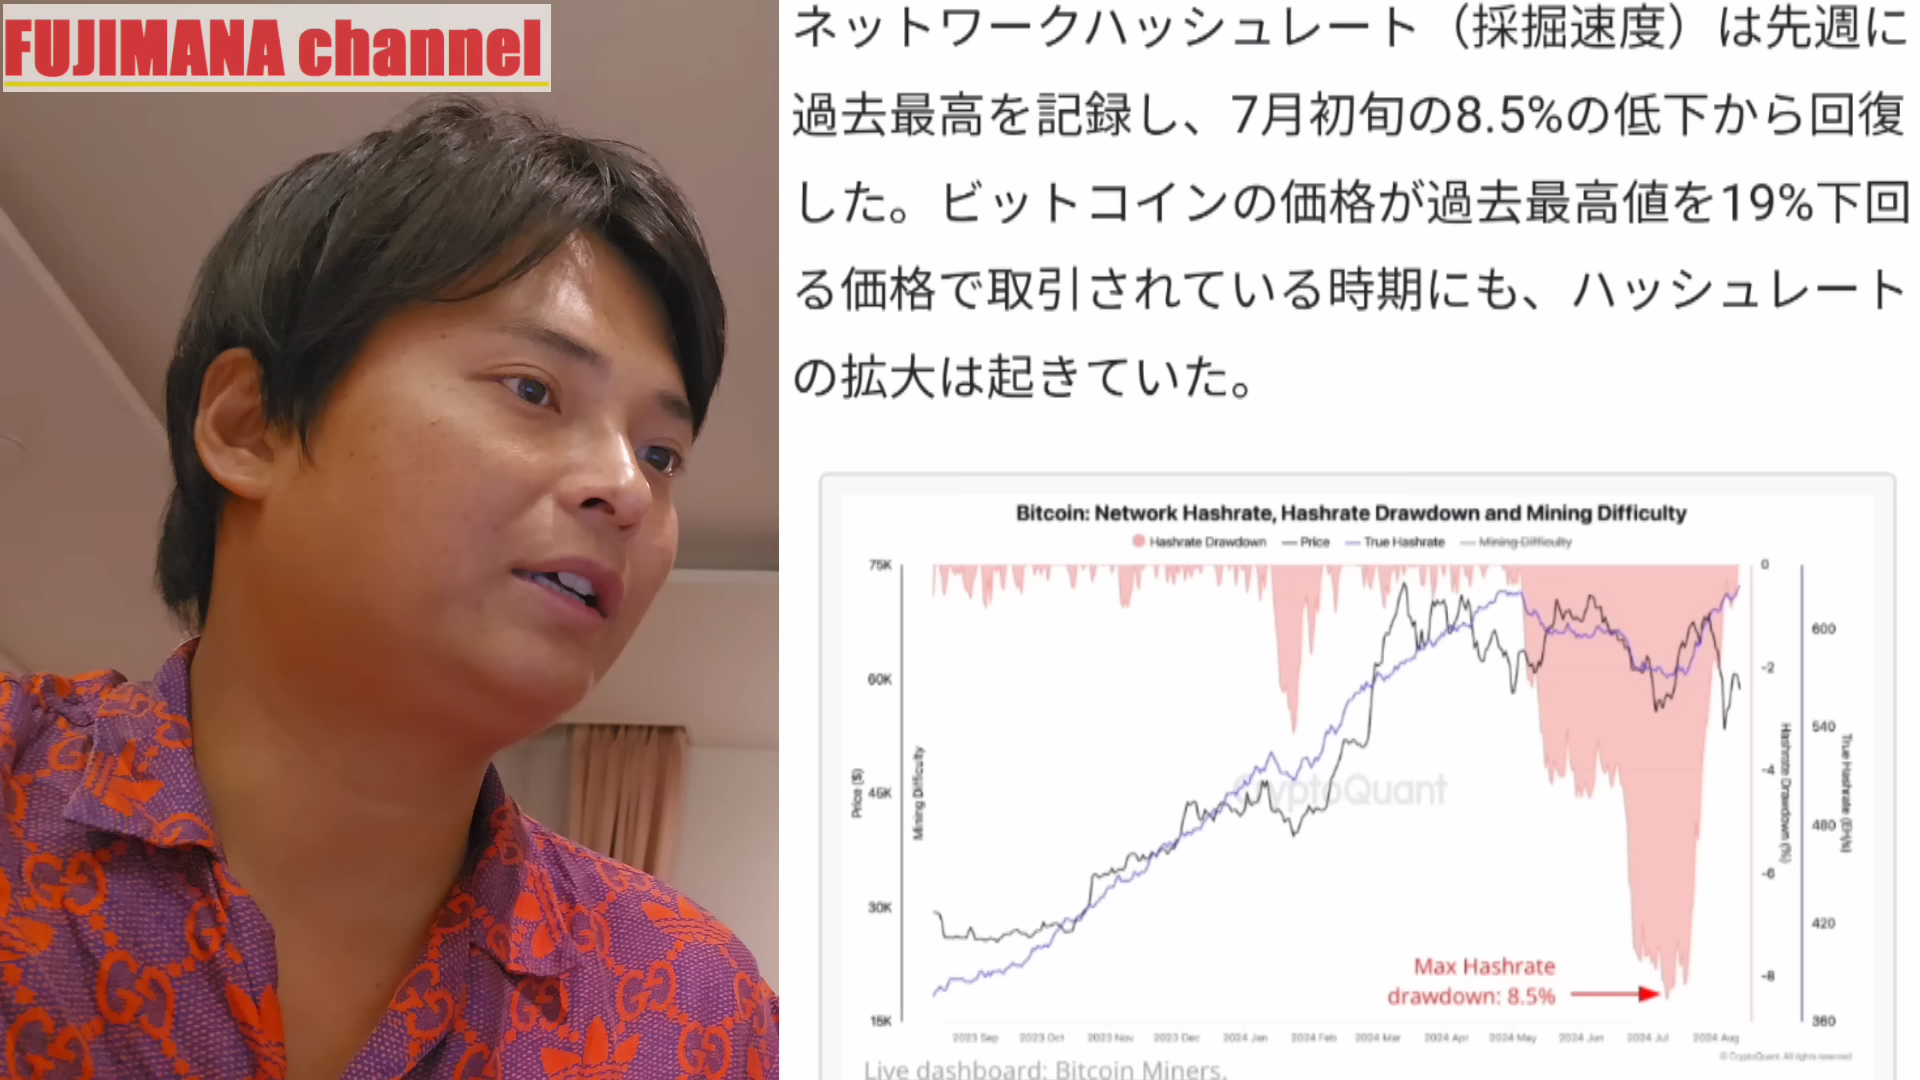 FUJIMANA channel
ネットワークハッシュレート（採掘速度）は先週に
過去最高を記録し、7月初旬の8.5%の低下から回復
した。ビットコインの価格が過去最高値を19%下回
る価格で取引されている時期にも、ハッシュレート
の拡大は起きていた。
Bitcoin: Network Hashrate, Hashrate Drawdown and Mining Difficulty
Hashrate Drawdown Price True Hashrate Mining Difficulty
75K
60K
45K
30K
15K
Price ($)
Mining Difficulty
CryptoQuant
0
-2
-4
-6
-8
Hashrate Drawdown (%)
600
540
480
420
360
True Hashrate (EH/s)
Max Hashrate
drawdown: 8.5%
2023 Sep 2023 Oct 2023 Nov 2023 Dec 2024 Jan 2024 Feb 2024 Mar 2024 Apr 2024 May 2024 Jun 2024 Jul 2024 Aug
© CryptoQuant. All rights reserved
Live dashboard: Bitcoin Miners.